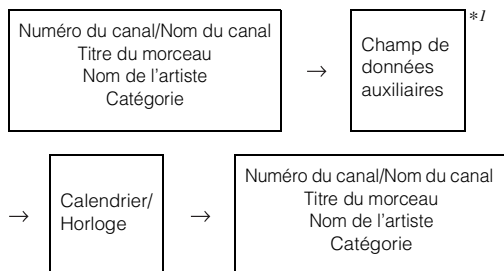 Numéro du canal/Nom du canal
Titre du morceau
Nom de l'artiste
Catégorie
→
Champ de
données
auxiliaires
*1
→
Calendrier/
Horloge
→
Numéro du canal/Nom du canal
Titre du morceau
Nom de l'artiste
Catégorie